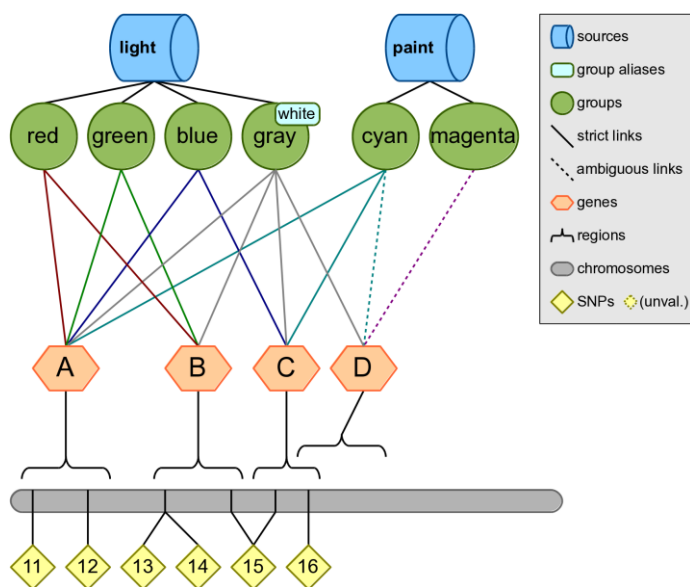 light
paint
white
red
green
blue
gray
cyan
magenta
A
B
C
D
11
12
13
14
15
16
sources
group aliases
groups
strict links
ambiguous links
genes
regions
chromosomes
SNPs
(unval.)